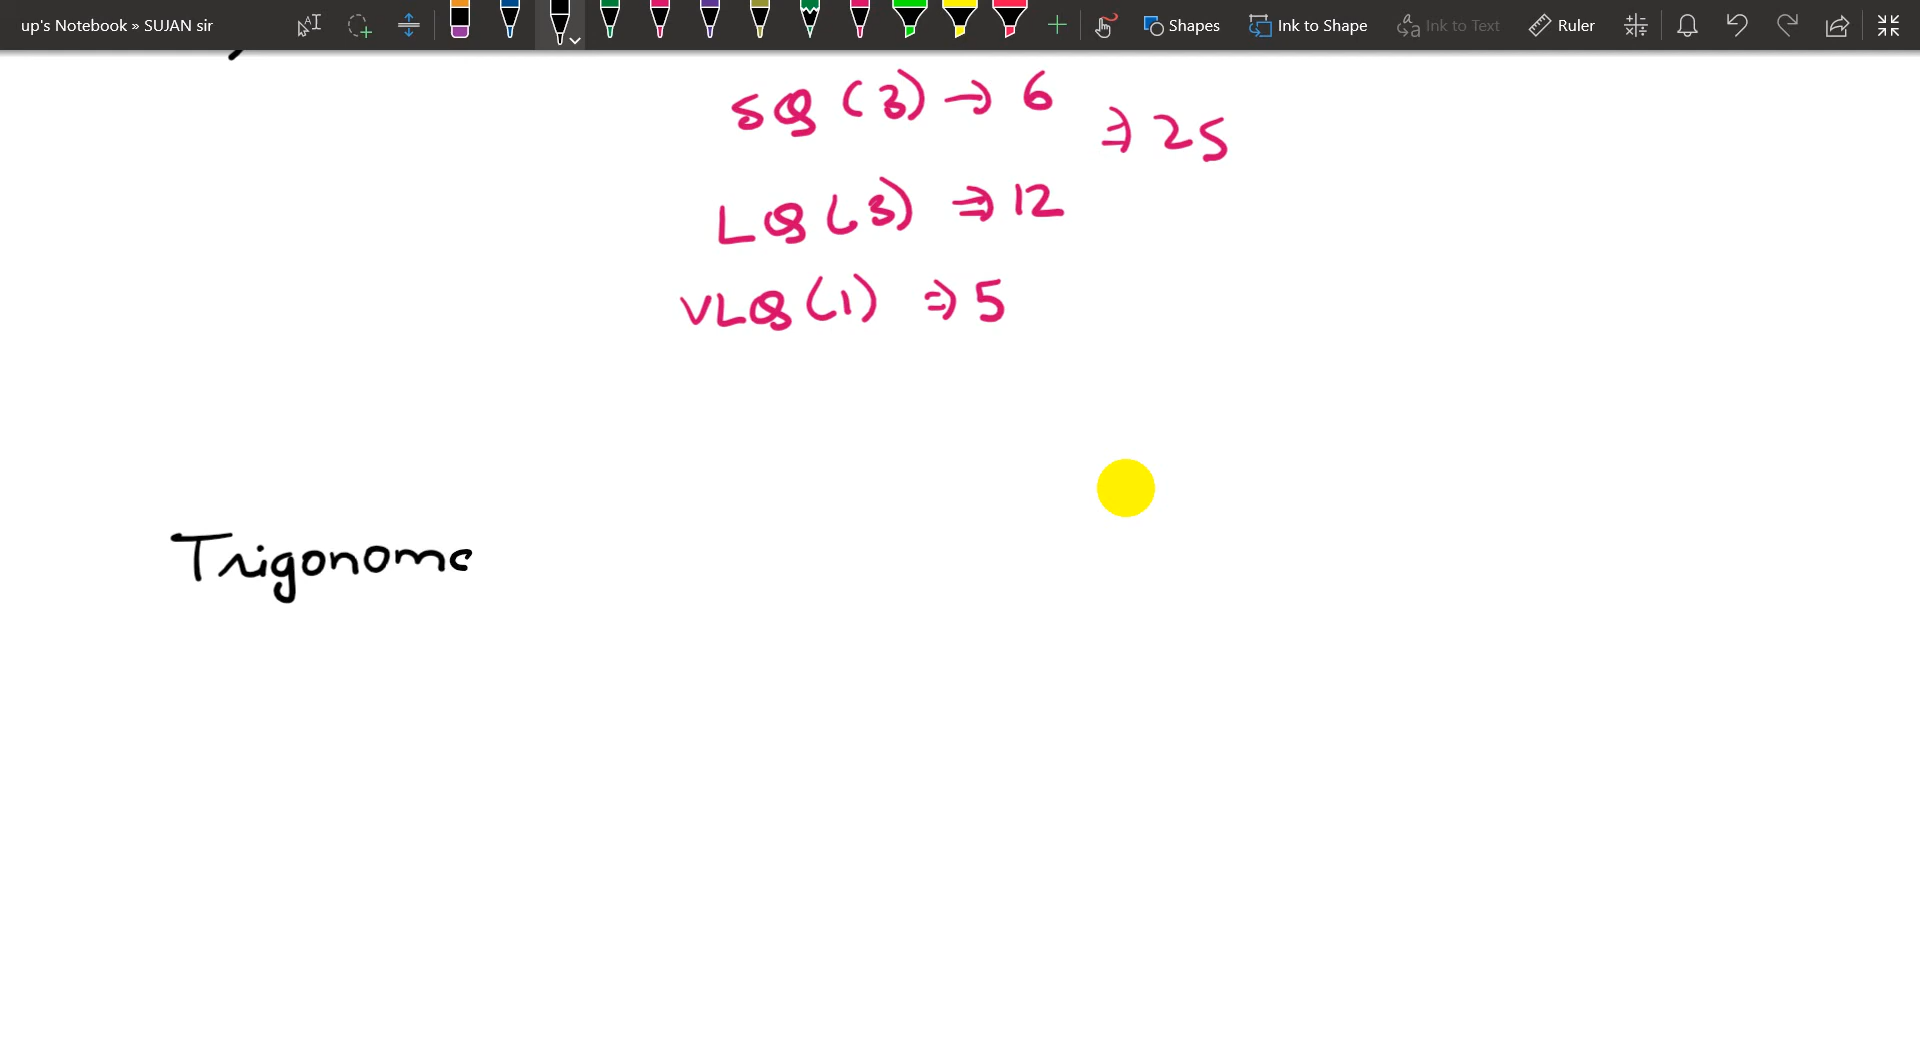 up's Notebook » SUJAN sir
Shapes
Ink to Shape
Ink to Text
Ruler
SQ (3) → 6
⇒ 25
LQ (3) ⇒ 12
VLQ (1) ⇒ 5
Trigonome